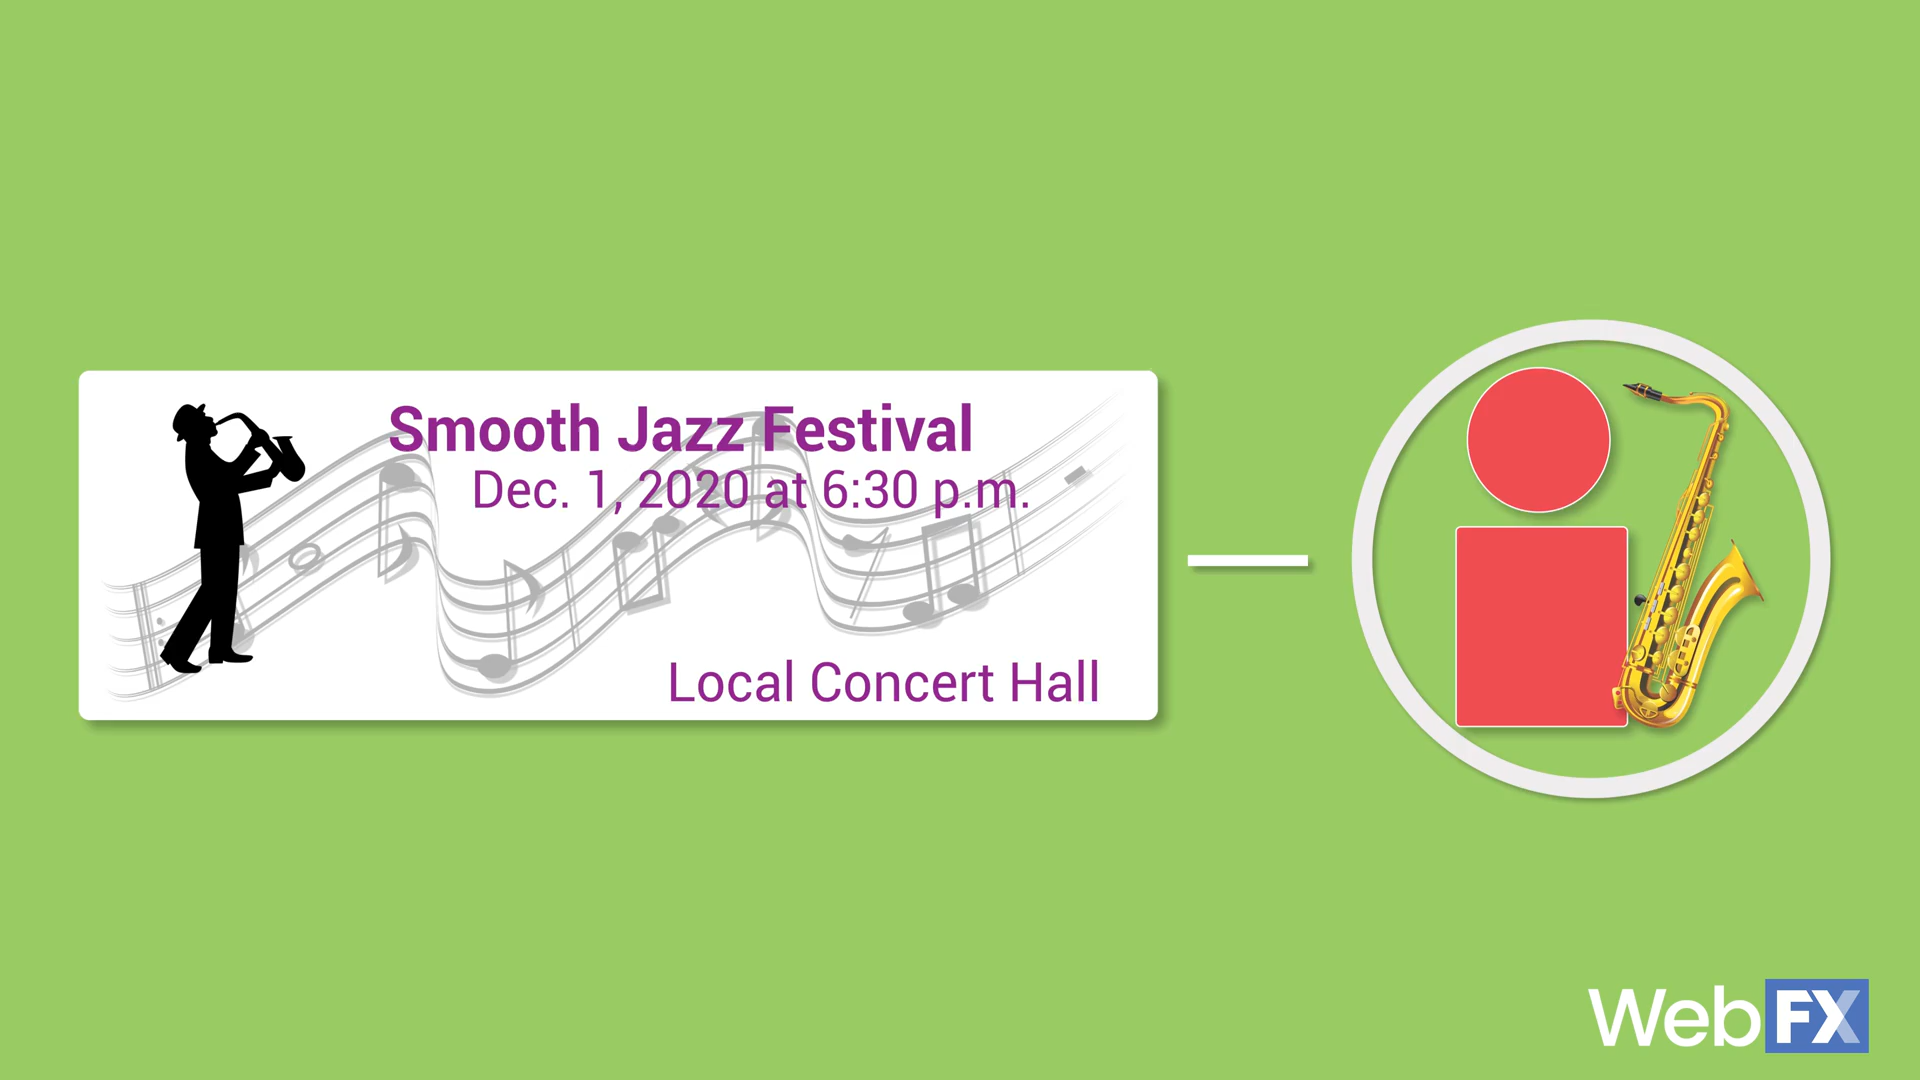 Smooth Jazz Festival
Dec. 1, 2020 at 6:30 p.m.
Local Concert Hall
WebFX